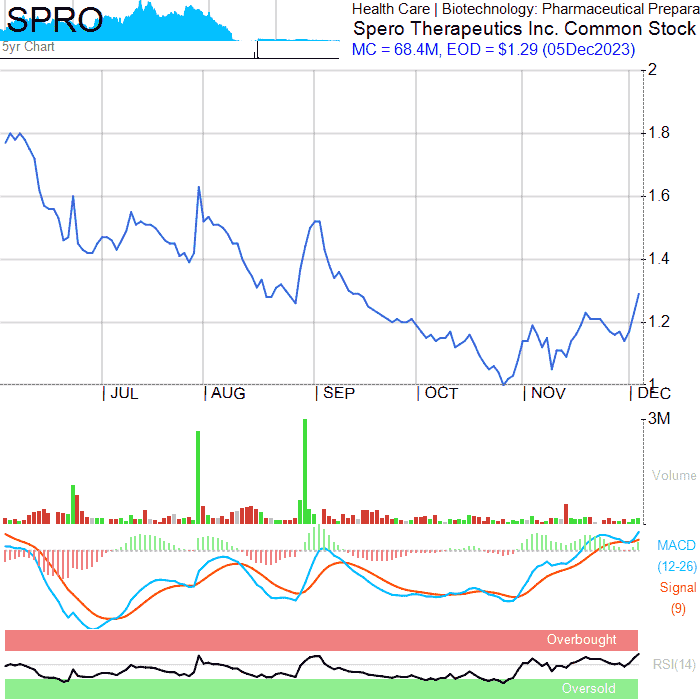 SPRO
5yr Chart
Health Care | Biotechnology: Pharmaceutical Prepara
Spero Therapeutics Inc. Common Stock
MC = 68.4M, EOD = $1.29 (05Dec2023)
2
1.8
1.6
1.4
1.2
1
JUL AUG SEP OCT NOV DEC
3M
Volume
MACD
(12-26)
Signal
(9)
Overbought
RSI(14)
Oversold